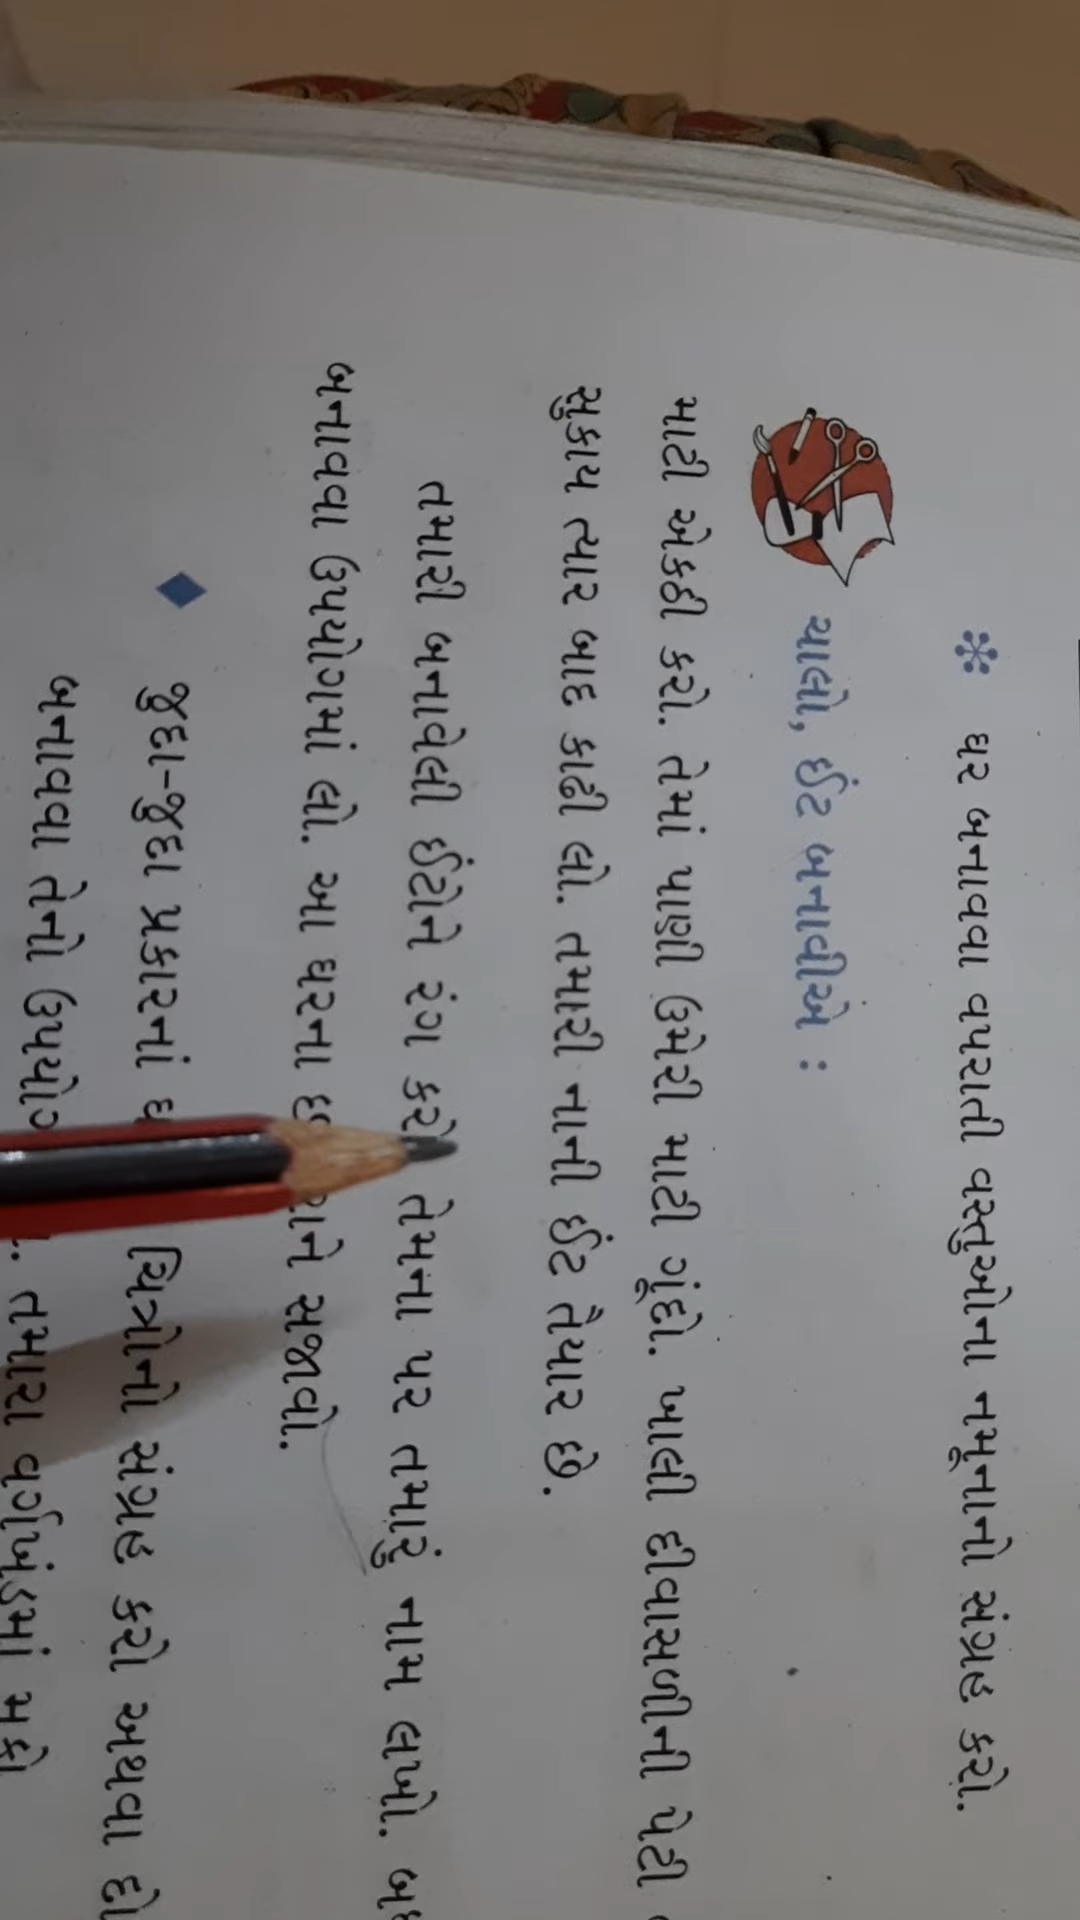 ❇ ઘર બનાવવા વપરાતી વસ્તુઓના નમૂનાનો સંગ્રહ કરો.
ચાલો, ઈંટ બનાવીએ :
માટી એકઠી કરો. તેમાં પાણી ઉમેરી માટી ગૂંદો. ખાલી દીવાસળીની પેટી
સુકાય ત્યાર બાદ કાઢી લો. તમારી નાની ઈંટ તૈયાર છે.
તમારી બનાવેલી ઈંટોને રંગ કરો તેમના પર તમારું નામ લખો.
બનાવવા ઉપયોગમાં લો. આ ઘરના સજાવો.
♦ જુદા-જુદા પ્રકારનાં ચિત્રોનો સંગ્રહ કરો અથવા દો
બનાવવા તેનો તમારા વર્ગખંડમાં